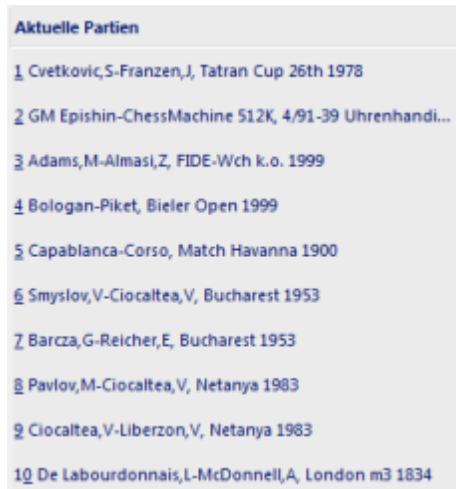 Aktuelle Partien
1 Cvetkovic,S-Franzen,J, Tatran Cup 26th 1978
2 GM Epishin-ChessMachine 512K, 4/91-39 Uhrenhandi...
3 Adams,M-Almasi,Z, FIDE-Wch k.o. 1999
4 Bologan-Piket, Bieler Open 1999
5 Capablanca-Corso, Match Havanna 1900
6 Smyslov,V-Ciocaltea,V, Bucharest 1953
7 Barcza,G-Reicher,E, Bucharest 1953
8 Pavlov,M-Ciocaltea,V, Netanya 1983
9 Ciocaltea,V-Liberzon,V, Netanya 1983
10 De Labourdonnais,L-McDonnell,A, London m3 1834